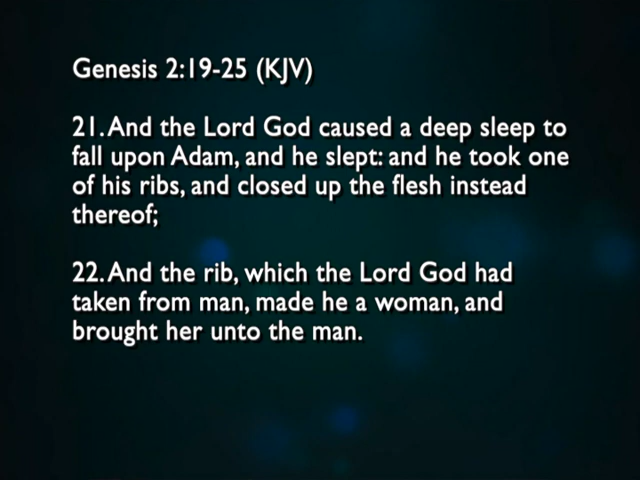 Genesis 2:19-25 (KJV)
21. And the Lord God caused a deep sleep to
fall upon Adam, and he slept: and he took one
of his ribs, and closed up the flesh instead
thereof;
22. And the rib, which the Lord God had
taken from man, made he a woman, and
brought her unto the man.